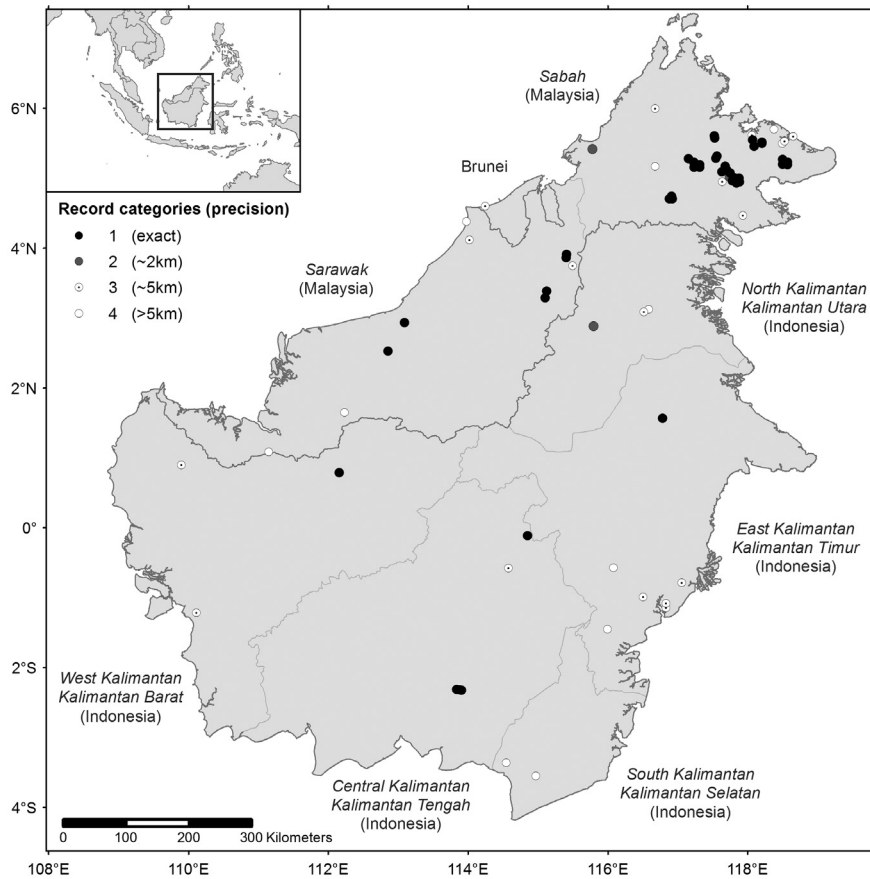 6°N
4°N
2°N
0°
2°S
4°S
Record categories (precision)
1 (exact)
2 (~2km)
3 (~5km)
4 (>5km)
Sabah
(Malaysia)
Brunei
Sarawak
(Malaysia)
North Kalimantan
Kalimantan Utara
(Indonesia)
East Kalimantan
Kalimantan Timur
(Indonesia)
West Kalimantan
Kalimantan Barat
(Indonesia)
Central Kalimantan
Kalimantan Tengah
(Indonesia)
South Kalimantan
Kalimantan Selatan
(Indonesia)
0 100 200 300 Kilometers
108°E 110°E 112°E 114°E 116°E 118°E